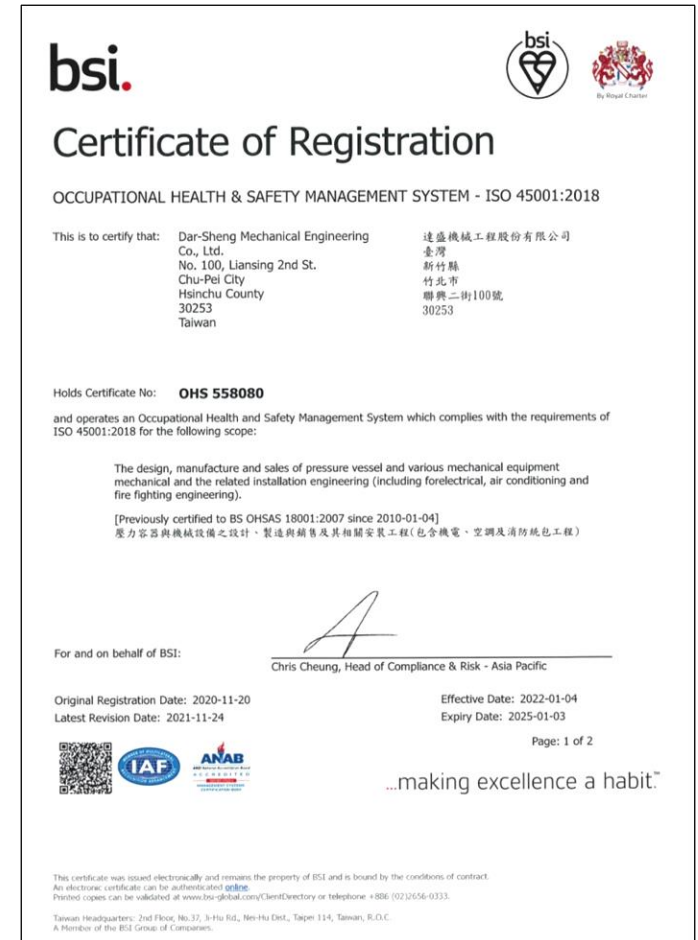 bsi.
bsi
By Royal Charter
Certificate of Registration
OCCUPATIONAL HEALTH & SAFETY MANAGEMENT SYSTEM - ISO 45001:2018
This is to certify that:
Dar-Sheng Mechanical Engineering
Co., Ltd.
No. 100, Liansing 2nd St.
Chu-Pei City
Hsinchu County
30253
Taiwan
達盛機械工程股份有限公司
臺灣
新竹縣
竹北市
聯興二街100號
30253
Holds Certificate No: OHS 558080
and operates an Occupational Health and Safety Management System which complies with the requirements of
ISO 45001:2018 for the following scope:
The design, manufacture and sales of pressure vessel and various mechanical equipment
mechanical and the related installation engineering (including forelectrical, air conditioning and
fire fighting engineering).
[Previously certified to BS OHSAS 18001:2007 since 2010-01-04]
壓力容器與機械設備之設計、製造與銷售及其相關安裝工程(包含機電、空調及消防統包工程)
For and on behalf of BSI:
Chris Cheung, Head of Compliance & Risk - Asia Pacific
Original Registration Date: 2020-11-20
Effective Date: 2022-01-04
Latest Revision Date: 2021-11-24
Expiry Date: 2025-01-03
Page: 1 of 2
IAF
ANAB
ACCREDITED
...making excellence a habit.™
This certificate was issued electronically and remains the property of BSI and is bound by the conditions of contract.
An electronic certificate can be authenticated online.
Printed copies can be validated at www.bsi-global.com/ClientDirectory or telephone +886 (02)2656-0333.
Taiwan Headquarters: 2nd Floor, No.37, Ji-Hu Rd., Nei-Hu Dist., Taipei 114, Taiwan, R.O.C.
A Member of the BSI Group of Companies.